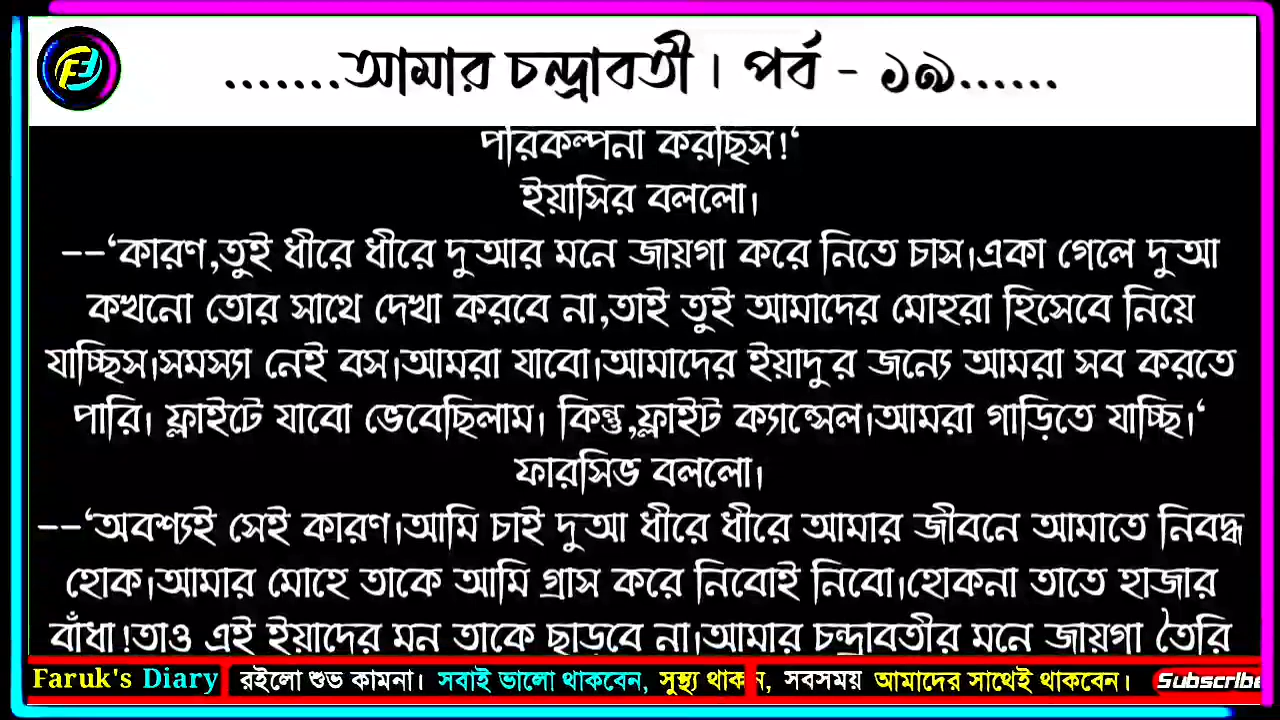 .......আমার চন্দ্রাবতী। পর্ব - ১৯......
পরিকল্পনা করছিস!‘
ইয়াসির বললো।
--‘কারণ,তুই ধীরে ধীরে দুআর মনে জায়গা করে নিতে চাস।একা গেলে দুআ
কখনো তোর সাথে দেখা করবে না,তাই তুই আমাদের মোহরা হিসেবে নিয়ে
যাচ্ছিস।সমস্যা নেই বস।আমরা যাবো।আমাদের ইয়াদুর জন্যে আমরা সব করতে
পারি। ফ্লাইটে যাবো ভেবেছিলাম। কিন্তু,ফ্লাইট ক্যান্সেল।আমরা গাড়িতে যাচ্ছি।‘
ফারসিভ বললো।
--‘অবশ্যই সেই কারণ।আমি চাই দুআ ধীরে ধীরে আমার জীবনে আমাতে নিবদ্ধ
হোক।আমার মোহে তাকে আমি গ্রাস করে নিবোই নিবো।হোকনা তাতে হাজার
বাঁধা!তাও এই ইয়াদের মন তাকে ছাড়বে না।আমার চন্দ্রাবতীর মনে জায়গা তৈরি
Faruk's Diary রইলো শুভ কামনা। সবাই ভালো থাকবেন, সুস্থ্য থাকন, সবসময় আমাদের সাথেই থাকবেন। Subscribe